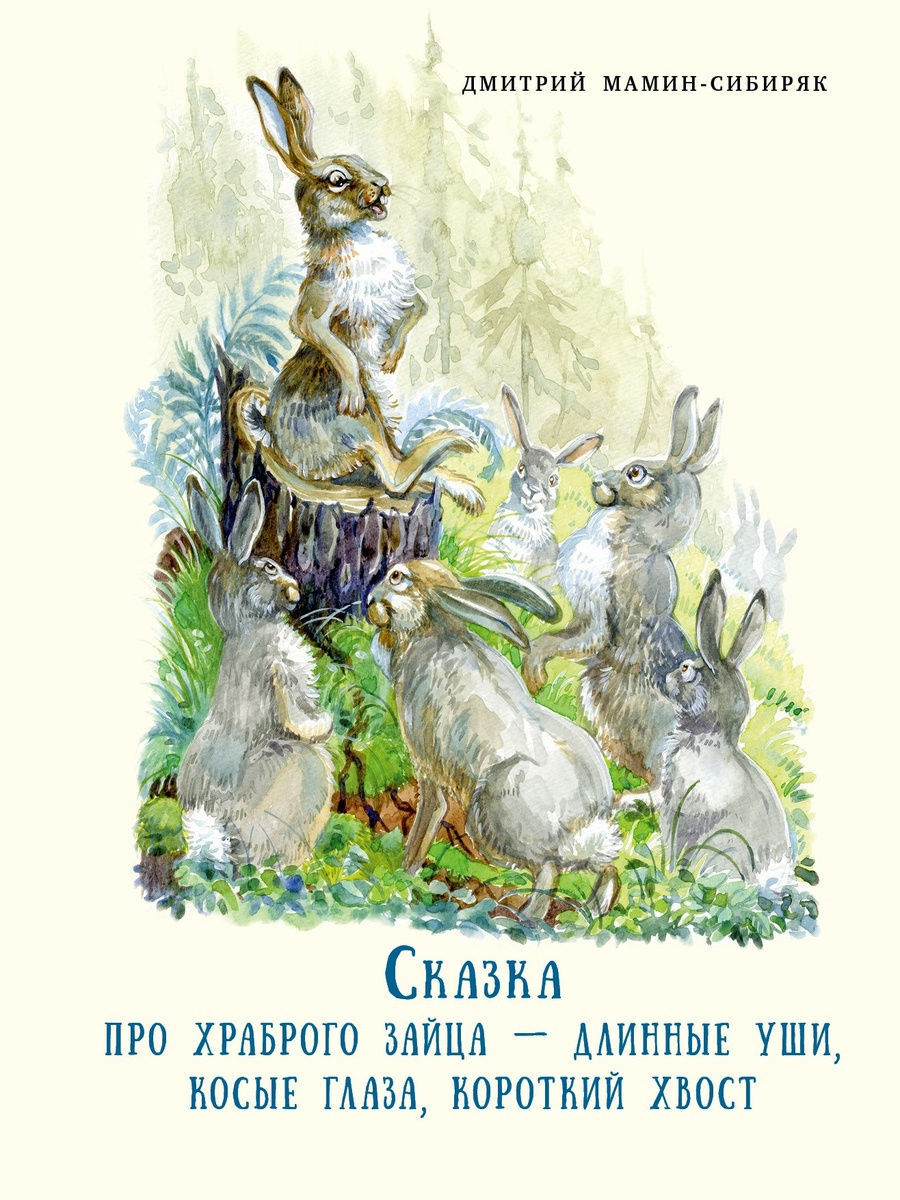 ДМИТРИЙ МАМИН-СИБИРЯК
СКАЗКА
ПРО ХРАБРОГО ЗАЙЦА — ДЛИННЫЕ УШИ,
КОСЫЕ ГЛАЗА, КОРОТКИЙ ХВОСТ